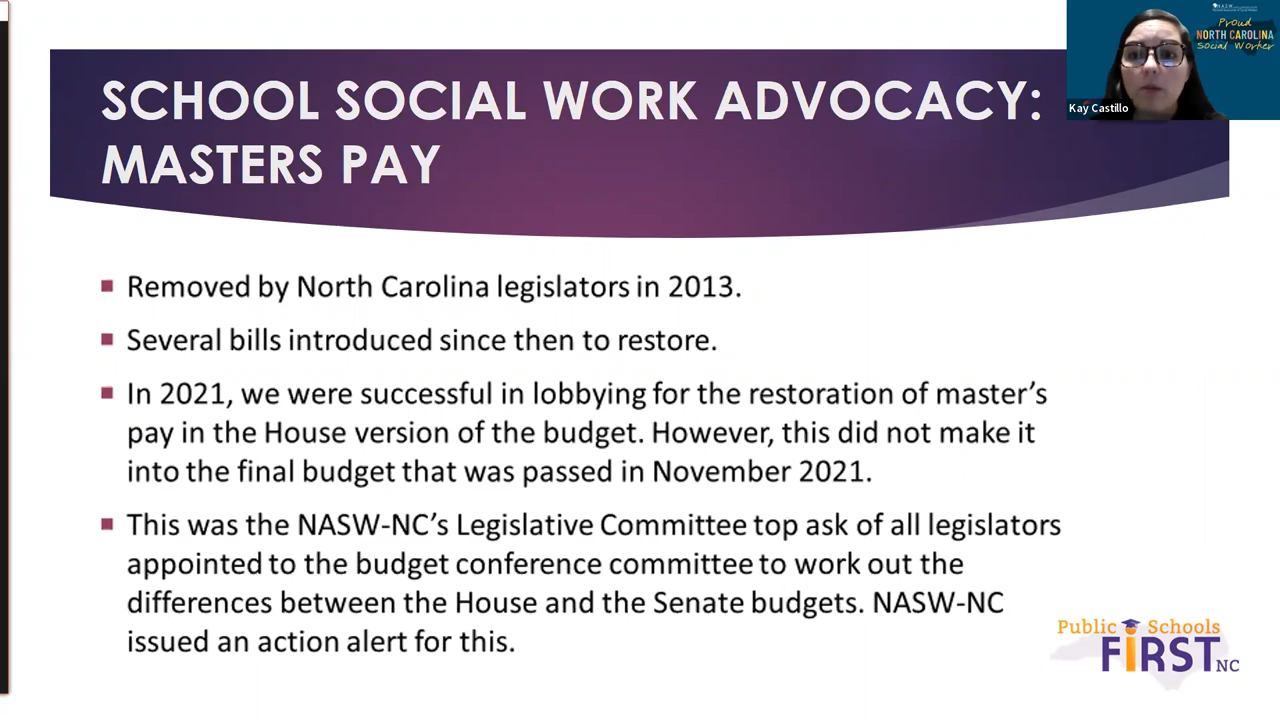 SCHOOL SOCIAL WORK ADVOCACY:
MASTERS PAY
NASW
Proud
NORTH CAROLINA
Social Worker
Kay Castillo
Removed by North Carolina legislators in 2013.
Several bills introduced since then to restore.
In 2021, we were successful in lobbying for the restoration of master's
pay in the House version of the budget. However, this did not make it
into the final budget that was passed in November 2021.
This was the NASW-NC's Legislative Committee top ask of all legislators
appointed to the budget conference committee to work out the
differences between the House and the Senate budgets. NASW-NC
issued an action alert for this.
Public Schools
FiRST NC